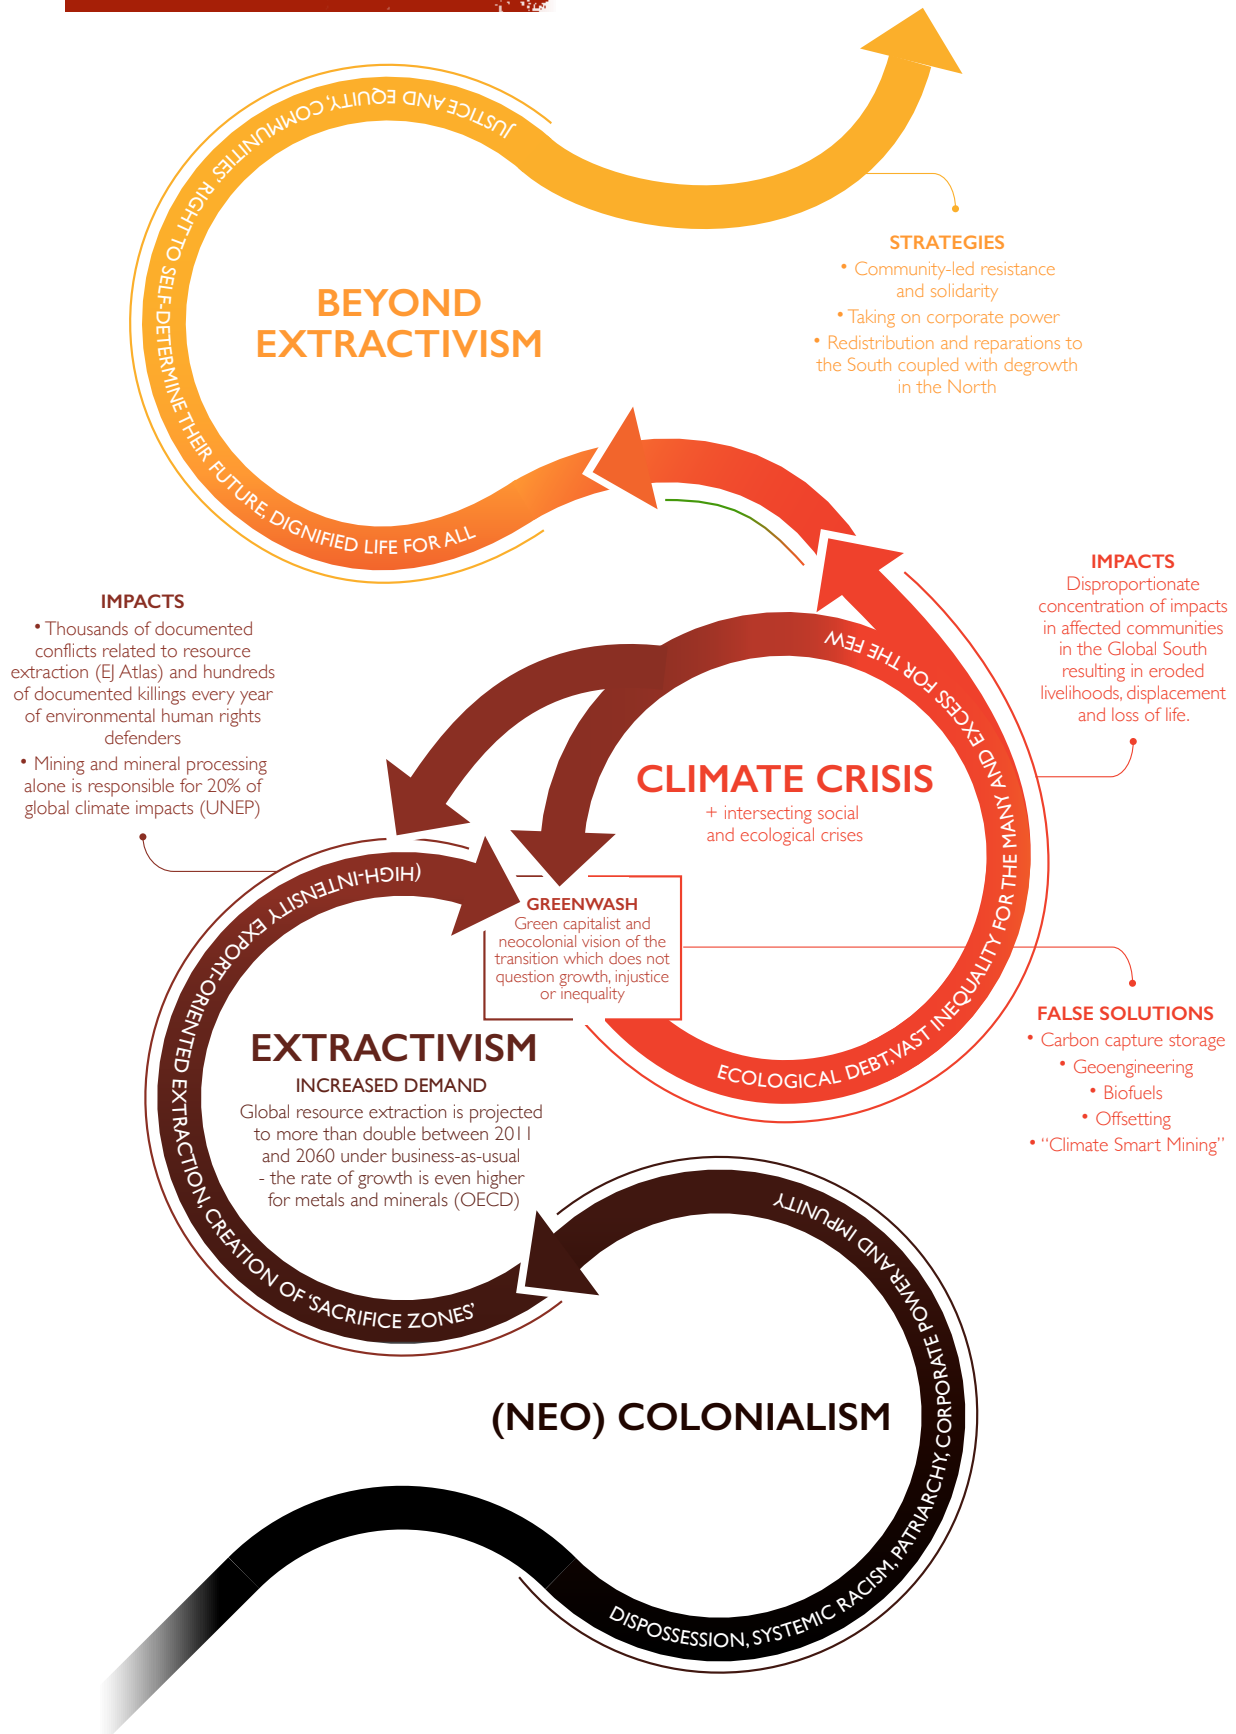 JUSTICE AND EQUITY, COMMUNITIES' RIGHT TO SELF-DETERMINE THEIR FUTURE, DIGNIFIED LIFE FOR ALL
BEYOND
EXTRACTIVISM
STRATEGIES
• Community-led resistance
and solidarity
• Taking on corporate power
• Redistribution and reparations to
the South coupled with degrowth
in the North
IMPACTS
• Thousands of documented
conflicts related to resource
extraction (EJ Atlas) and hundreds
of documented killings every year
of environmental human rights
defenders
• Mining and mineral processing
alone is responsible for 20% of
global climate impacts (UNEP)
IMPACTS
Disproportionate
concentration of impacts
in affected communities
in the Global South
resulting in eroded
livelihoods, displacement
and loss of life.
ECOLOGICAL DEBT, VAST INEQUALITY FOR THE MANY AND EXCESS FOR THE FEW
CLIMATE CRISIS
+ intersecting social
and ecological crises
GREENWASH
Green capitalist and
neocolonial vision of the
transition which does not
question growth, injustice
or inequality
FALSE SOLUTIONS
• Carbon capture storage
• Geoengineering
• Biofuels
• Offsetting
• “Climate Smart Mining”
(HIGH-INTENSITY EXPORT-ORIENTED EXTRACTION, CREATION OF ‘SACRIFICE ZONES’
EXTRACTIVISM
INCREASED DEMAND
Global resource extraction is projected
to more than double between 2011
and 2060 under business-as-usual
- the rate of growth is even higher
for metals and minerals (OECD)
(NEO) COLONIALISM
DISPOSSESSION, SYSTEMIC RACISM, PATRIARCHY, CORPORATE POWER AND IMPUNITY